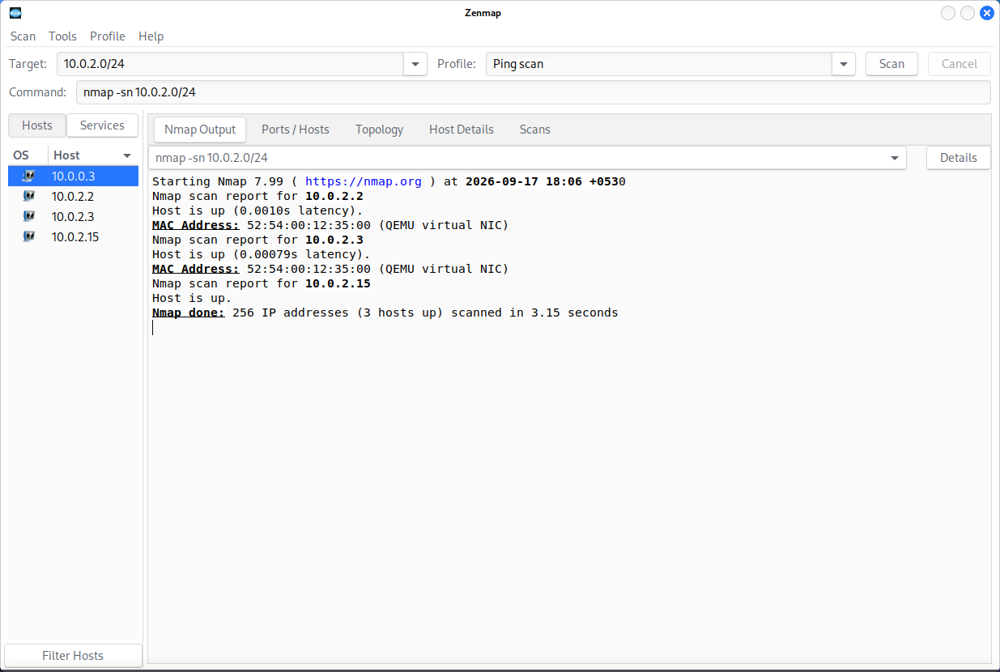 Zenmap
Scan Tools Profile Help
Target: 10.0.2.0/24 Profile: Ping scan Scan Cancel
Command: nmap -sn 10.0.2.0/24
Hosts Services
Nmap Output Ports / Hosts Topology Host Details Scans
OS Host
nmap -sn 10.0.2.0/24 Details
10.0.0.3
10.0.2.2
10.0.2.3
10.0.2.15
Starting Nmap 7.99 ( https://nmap.org ) at 2026-09-17 18:06 +0530
Nmap scan report for 10.0.2.2
Host is up (0.0010s latency).
MAC Address: 52:54:00:12:35:00 (QEMU virtual NIC)
Nmap scan report for 10.0.2.3
Host is up (0.00079s latency).
MAC Address: 52:54:00:12:35:00 (QEMU virtual NIC)
Nmap scan report for 10.0.2.15
Host is up.
Nmap done: 256 IP addresses (3 hosts up) scanned in 3.15 seconds
Filter Hosts